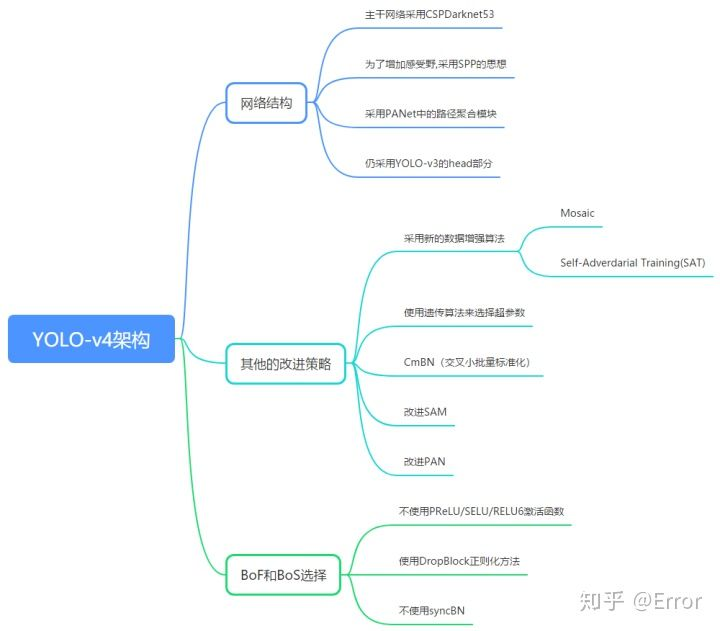 YOLO-v4架构
网络结构
主干网络采用CSPDarknet53
为了增加感受野,采用SPP的思想
采用PANet中的路径聚合模块
仍采用YOLO-v3的head部分
其他的改进策略
采用新的数据增强算法
Mosaic
Self-Adverdarial Training(SAT)
使用遗传算法来选择超参数
CmBN（交叉小批量标准化）
改进SAM
改进PAN
BoF和BoS选择
不使用PReLU/SELU/RELU6激活函数
使用DropBlock正则化方法
不使用syncBN
知乎 @Error